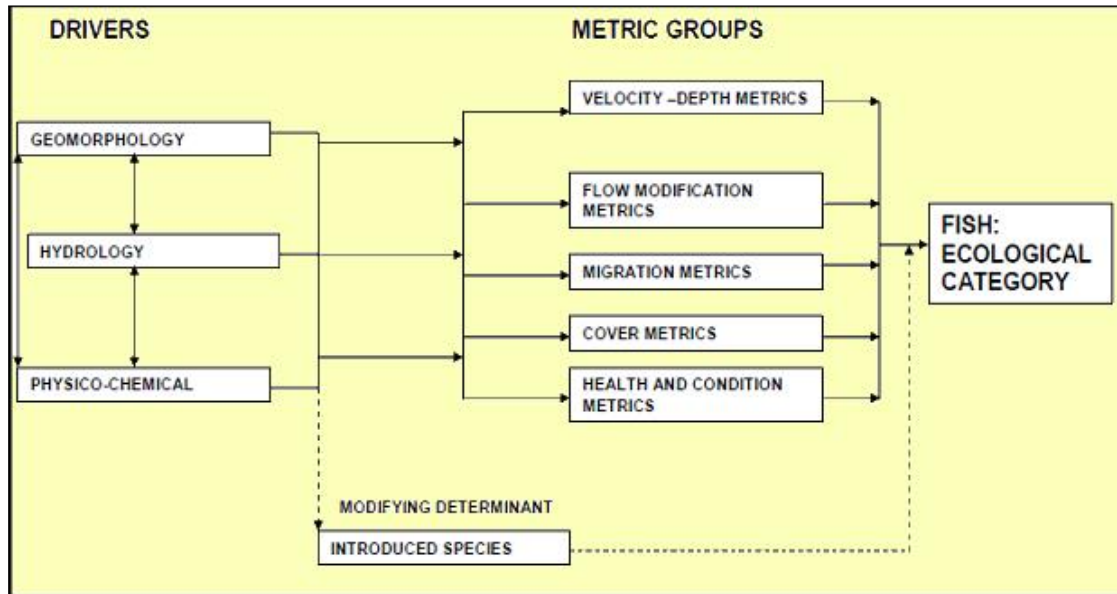 DRIVERS
METRIC GROUPS
VELOCITY –DEPTH METRICS
GEOMORPHOLOGY
FLOW MODIFICATION
METRICS
FISH:
ECOLOGICAL
CATEGORY
HYDROLOGY
MIGRATION METRICS
COVER METRICS
PHYSICO-CHEMICAL
HEALTH AND CONDITION
METRICS
MODIFYING DETERMINANT
INTRODUCED SPECIES